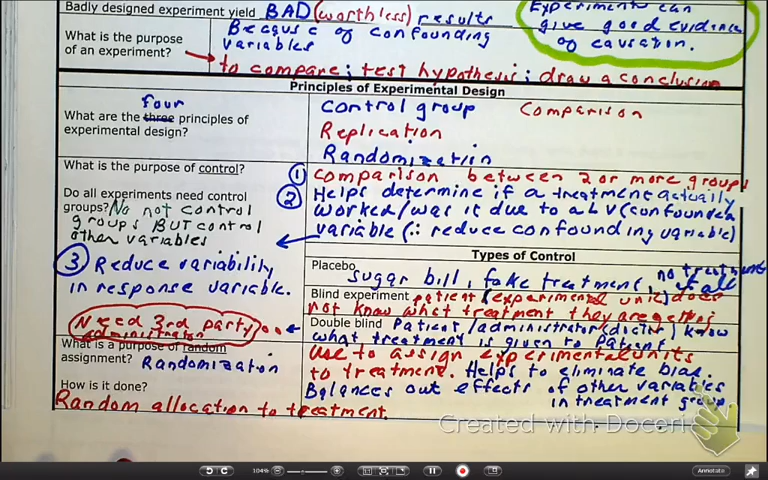 Badly designed experiment yield BAD (worthless) results
Because of confounding
variables
Experiments can
give good evidence
of causation.
What is the purpose
of an experiment?
to compare; test hypothesis; draw a conclusion
Principles of Experimental Design
four
What are the three principles of
experimental design?
Control group Comparison
Replication
Randomization
What is the purpose of control?
Do all experiments need control
groups? No not control
groups BUT control
other variables
① Comparison between 2 or more groups
② Helps determine if a treatment actually
worked/was it due to a LV (confounder
variable (∴ reduce confounding variable)
③ Reduce variability
in response variable.
Types of Control
Placebo
sugar bill, fake treatment, no treatment
at all
Blind experiment patient (experimental unit) does
not know what treatment they are getting
Need 3rd party
administrator
Double blind Patient/administrator (doctor) know
what treatment is given to patient.
What is a purpose of random
assignment? Randomization
Use to assign experimental units
to treatment. Helps to eliminate bias.
Balances out effects of other variables
in treatment group
How is it done?
Random allocation to treatment.
Created with Doceri
104%
Annotate